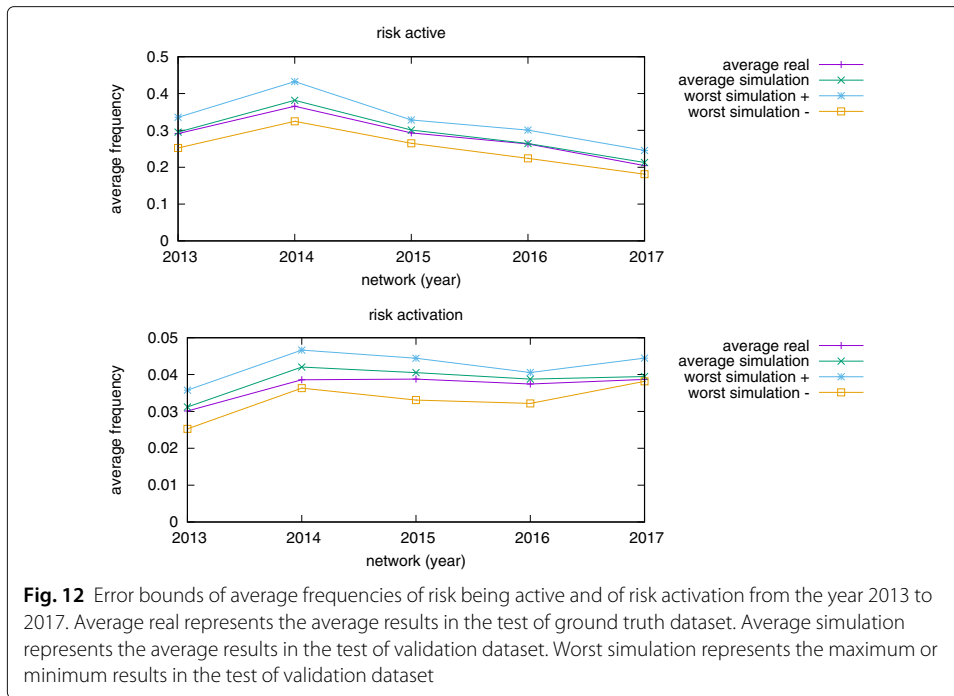 risk active
0.5
0.4
0.3
0.2
0.1
0
average frequency
2013 2014 2015 2016 2017
network (year)
average real
average simulation
worst simulation +
worst simulation -
risk activation
0.05
0.04
0.03
0.02
0.01
0
average frequency
2013 2014 2015 2016 2017
network (year)
average real
average simulation
worst simulation +
worst simulation -
Fig. 12 Error bounds of average frequencies of risk being active and of risk activation from the year 2013 to
2017. Average real represents the average results in the test of ground truth dataset. Average simulation
represents the average results in the test of validation dataset. Worst simulation represents the maximum or
minimum results in the test of validation dataset